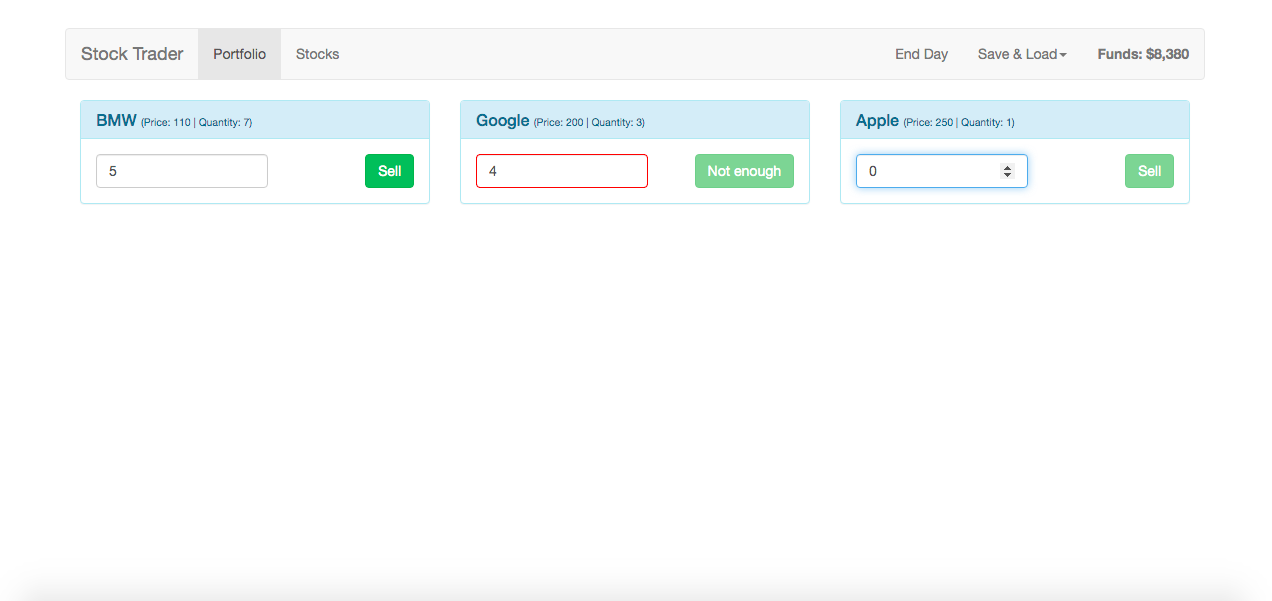 Stock Trader Portfolio Stocks End Day Save & Load Funds: $8,380
BMW (Price: 110 | Quantity: 7)
5 Sell
Google (Price: 200 | Quantity: 3)
4 Not enough
Apple (Price: 250 | Quantity: 1)
0 Sell